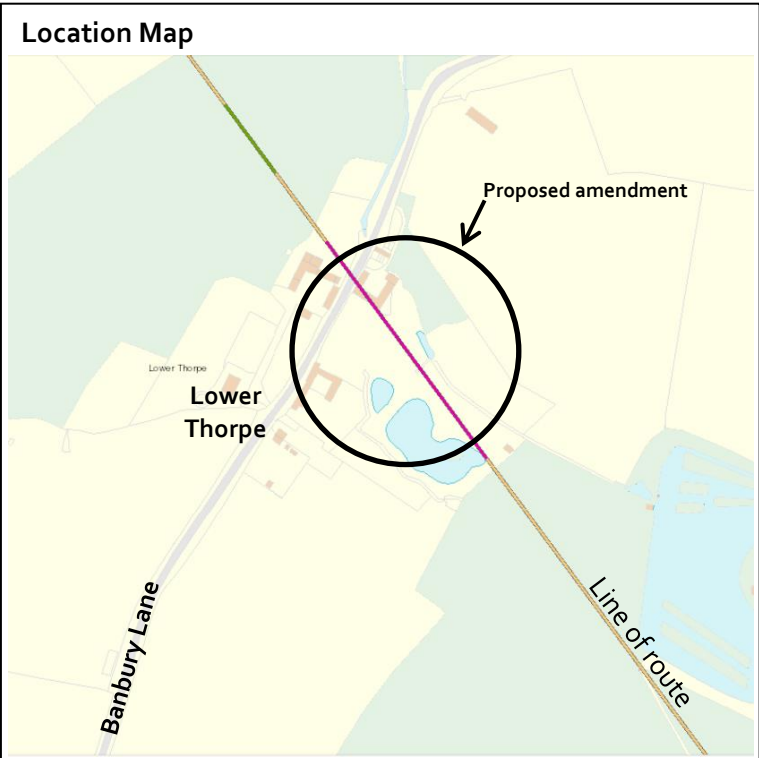 Location Map
Proposed amendment
Lower Thorpe
Lower
Thorpe
Line of route
Banbury Lane